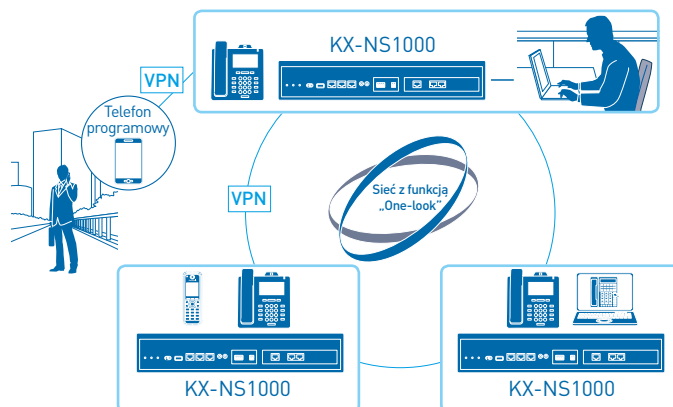 KX-NS1000
VPN
Telefon
programowy
Sieć z funkcją
„One-look”
VPN
KX-NS1000
KX-NS1000